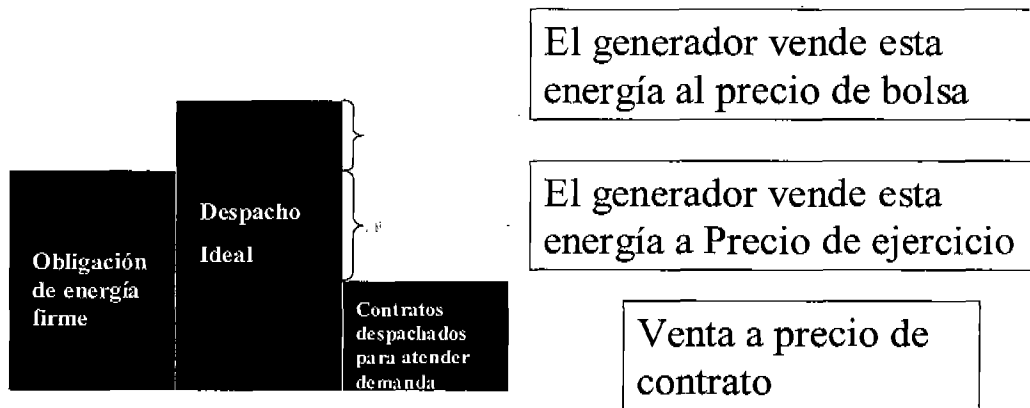 El generador vende esta
energía al precio de bolsa
El generador vende esta
energía a Precio de ejercicio
Despacho
Ideal
Obligación
de energía
firme
Contratos
despachados
para atender
demanda
Venta a precio de
contrato